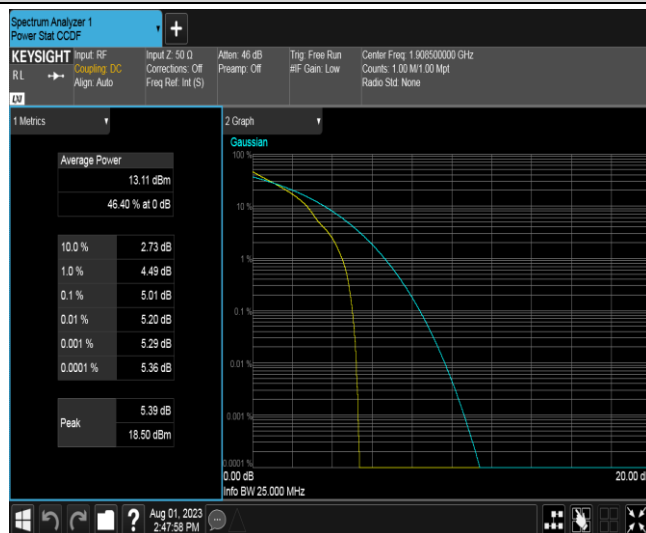 Spectrum Analyzer 1
Power Stat CCDF
+
KEYSIGHT
RL
LXI
Input: RF
Coupling: DC
Align: Auto
Input Z: 50 Ω
Corrections: Off
Freq Ref: Int (S)
Atten: 46 dB
Preamp: Off
Trig: Free Run
#IF Gain: Low
Center Freq: 1.908500000 GHz
Counts: 1.00 M/1.00 Mpt
Radio Std: None
1 Metrics
Average Power
13.11 dBm
46.40 % at 0 dB
10.0 % 2.73 dB
1.0 % 4.49 dB
0.1 % 5.01 dB
0.01 % 5.20 dB
0.001 % 5.29 dB
0.0001 % 5.36 dB
Peak
5.39 dB
18.50 dBm
2 Graph
Gaussian
100 %
10 %
1 %
0.1 %
0.01 %
0.001 %
0.0001 %
0.00 dB
20.00 d
Info BW 25.000 MHz
?
Aug 01, 2023
2:47:58 PM